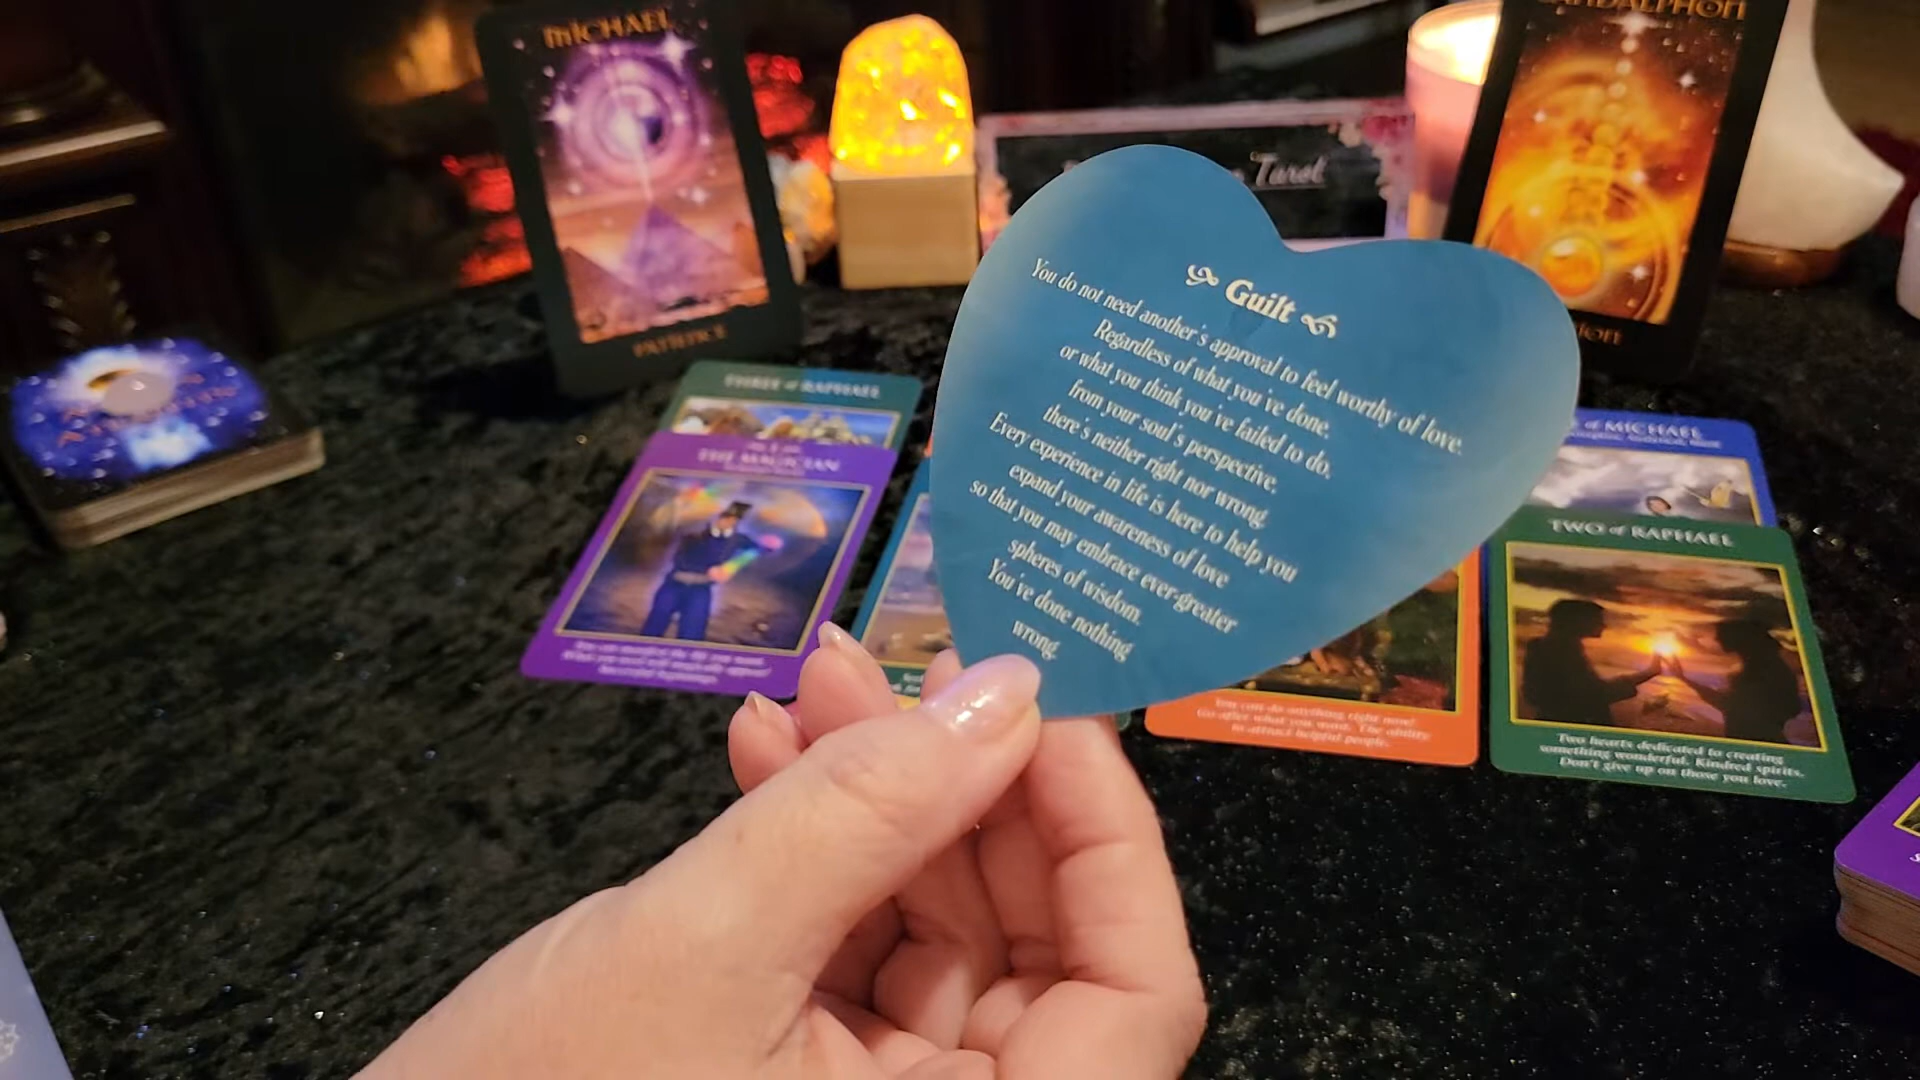 MICHAEL
PATIENCE
SANDALPHON
Tarot
Guilt
You do not need another's approval to feel worthy of love.
Regardless of what you've done,
or what you think you've failed to do,
from your soul's perspective,
there's neither right nor wrong.
Every experience in life is here to help you
expand your awareness of love
so that you may embrace ever-greater
spheres of wisdom.
You've done nothing
wrong.
THREE of RAPHAEL
THE MAGICIAN
of MICHAEL
TWO of RAPHAEL
You can do anything right now!
Go after what you want. The ability
to attract helpful people.
Two hearts dedicated to creating
something wonderful. Kindred spirits.
Don't give up on those you love.